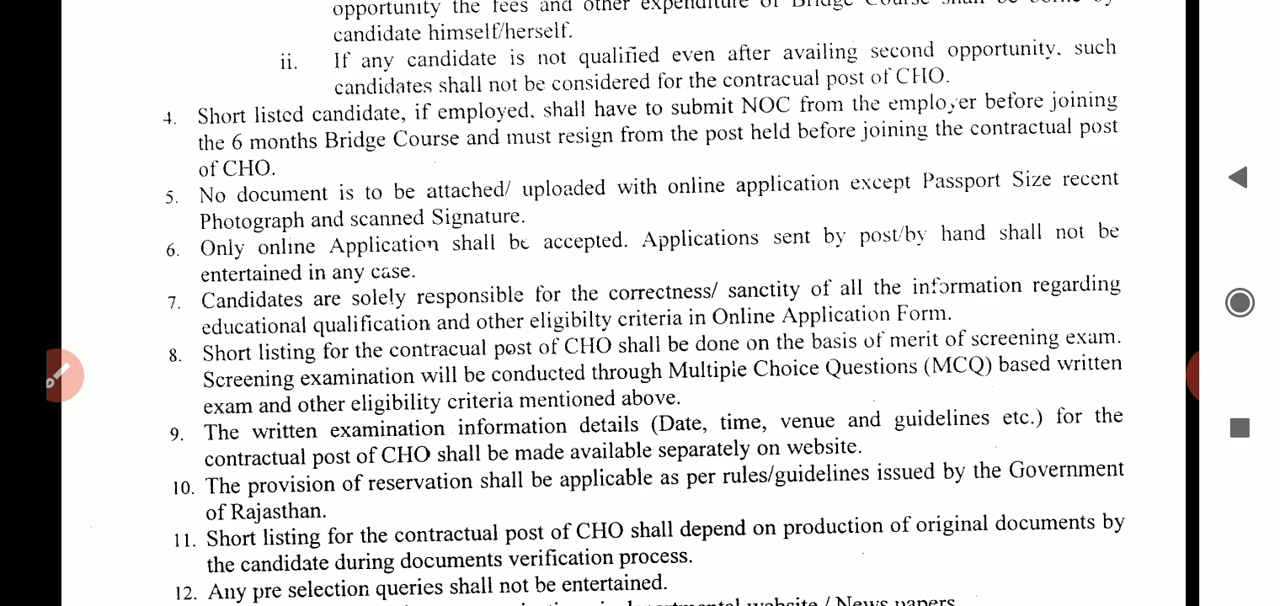 opportunity the fees and other expenditure of Bridge Course shall be borne by
candidate himself/herself.
ii. If any candidate is not qualified even after availing second opportunity, such
candidates shall not be considered for the contracual post of CHO.
4. Short listed candidate, if employed, shall have to submit NOC from the employer before joining
the 6 months Bridge Course and must resign from the post held before joining the contractual post
of CHO.
5. No document is to be attached/ uploaded with online application except Passport Size recent
Photograph and scanned Signature.
6. Only online Application shall be accepted. Applications sent by post/by hand shall not be
entertained in any case.
7. Candidates are solely responsible for the correctness/ sanctity of all the information regarding
educational qualification and other eligibilty criteria in Online Application Form.
8. Short listing for the contracual post of CHO shall be done on the basis of merit of screening exam.
Screening examination will be conducted through Multiple Choice Questions (MCQ) based written
exam and other eligibility criteria mentioned above.
9. The written examination information details (Date, time, venue and guidelines etc.) for the
contractual post of CHO shall be made available separately on website.
10. The provision of reservation shall be applicable as per rules/guidelines issued by the Government
of Rajasthan.
11. Short listing for the contractual post of CHO shall depend on production of original documents by
the candidate during documents verification process.
12. Any pre selection queries shall not be entertained.
website / News papers